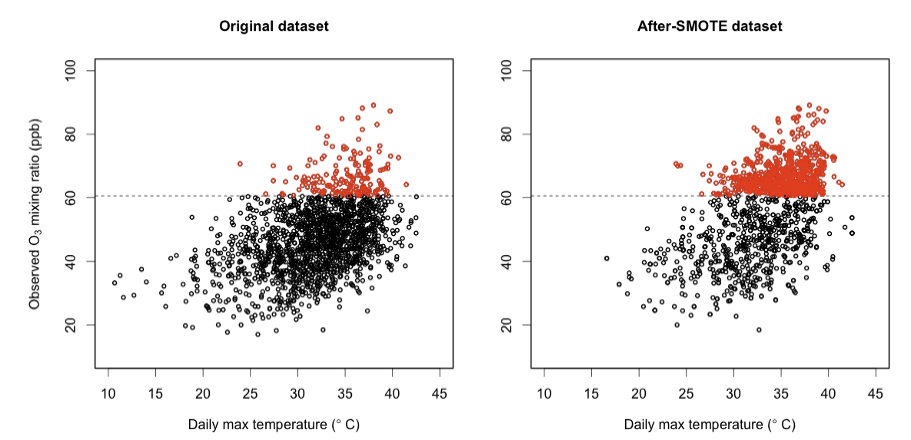 Original dataset
Observed O3 mixing ratio (ppb)
100
80
60
40
20
10 15 20 25 30 35 40 45
Daily max temperature (° C)
After-SMOTE dataset
100
80
60
40
20
10 15 20 25 30 35 40 45
Daily max temperature (° C)